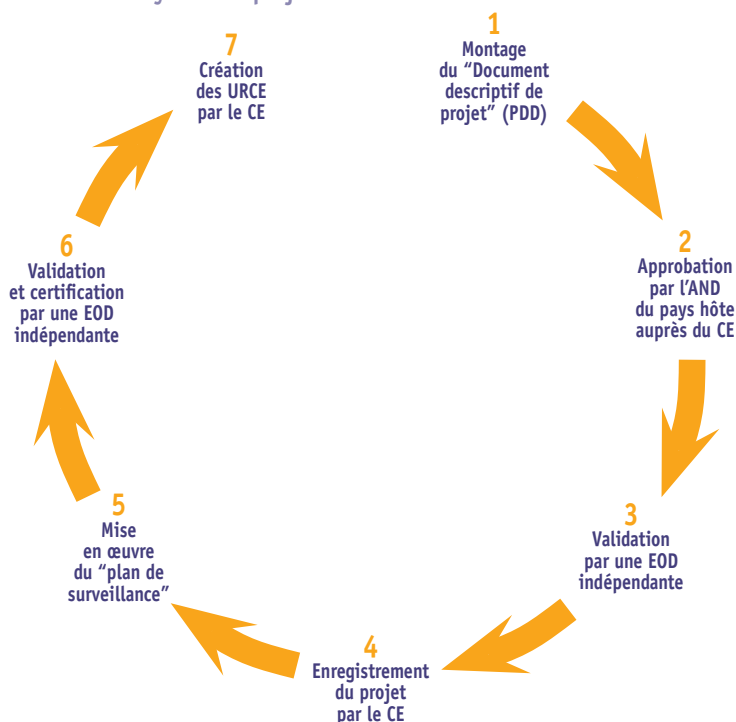 1
Montage
du “Document
descriptif de
projet” (PDD)
2
Approbation
par l’AND
du pays hôte
auprès du CE
3
Validation
par une EOD
indépendante
4
Enregistrement
du projet
par le CE
5
Mise
en œuvre
du “plan de
surveillance”
6
Validation
et certification
par une EOD
indépendante
7
Création
des URCE
par le CE